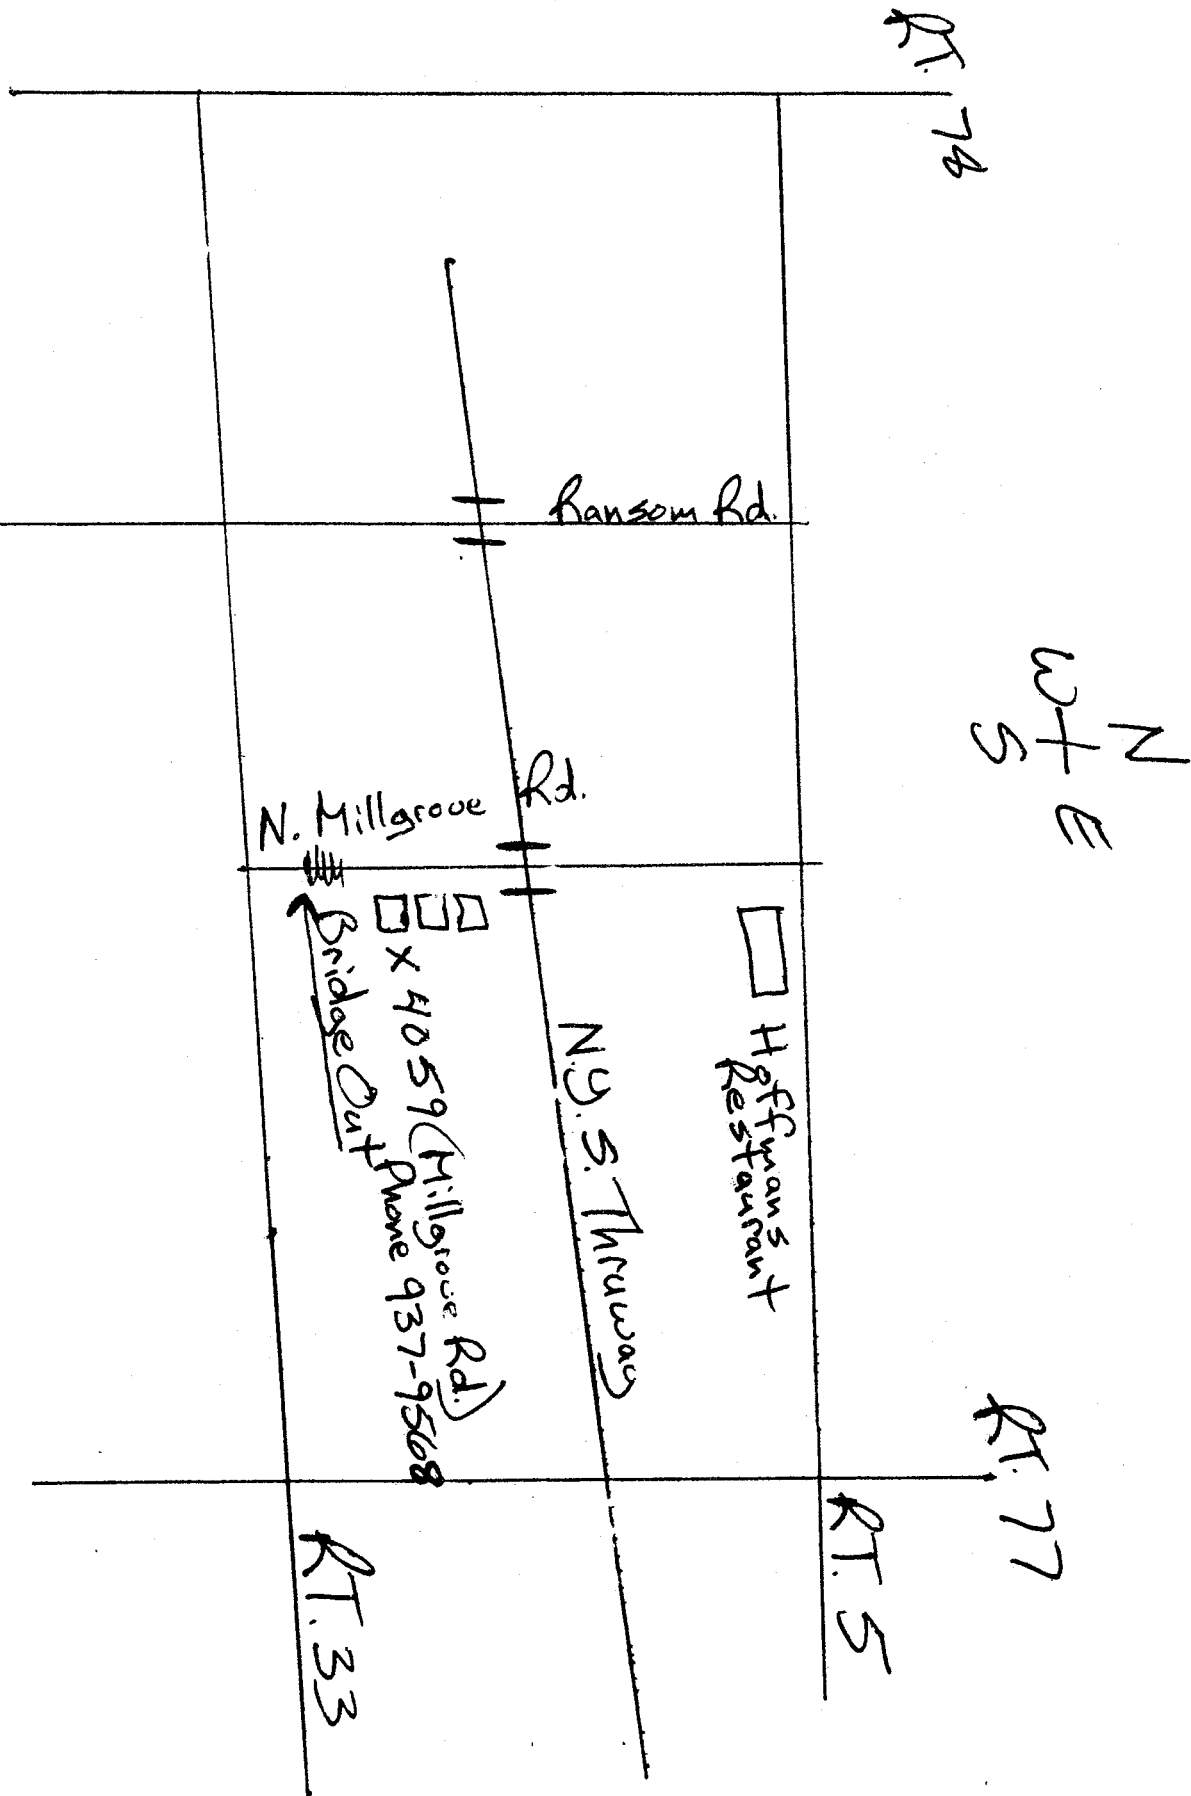 RT. 78
N
W E
S
RT. 77
RT. 5
Ransom Rd.
Hoffmans
Restaurant
N. Millgrove Rd.
N.Y.S. Thruway
X 4059 (Millgrove Rd.)
Phone 937-9568
Bridge Out
RT. 33